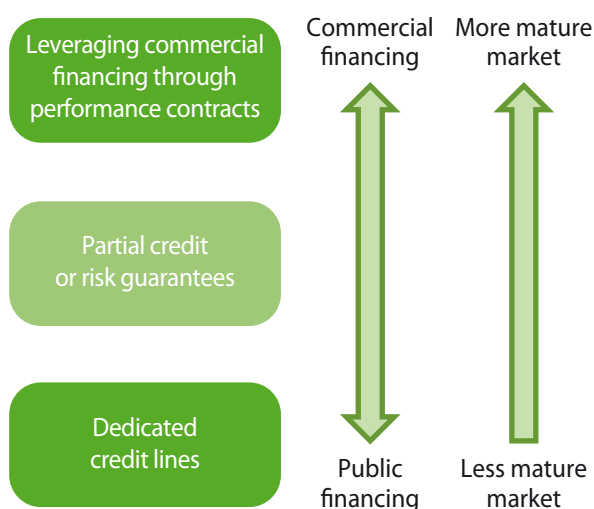 Leveraging commercial
financing through
performance contracts
Commercial
financing
More mature
market
Partial credit
or risk guarantees
Dedicated
credit lines
Public
financing
Less mature
market